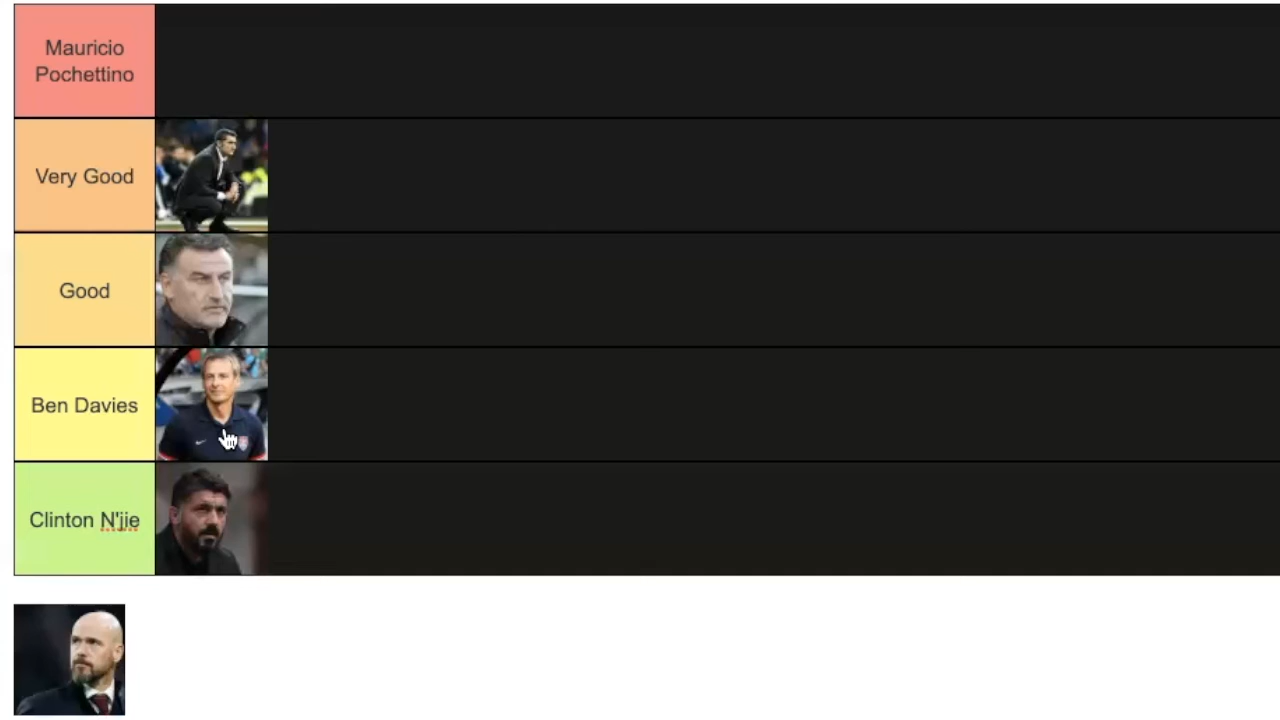 Mauricio
Pochettino
Very Good
Good
Ben Davies
Clinton N'jie